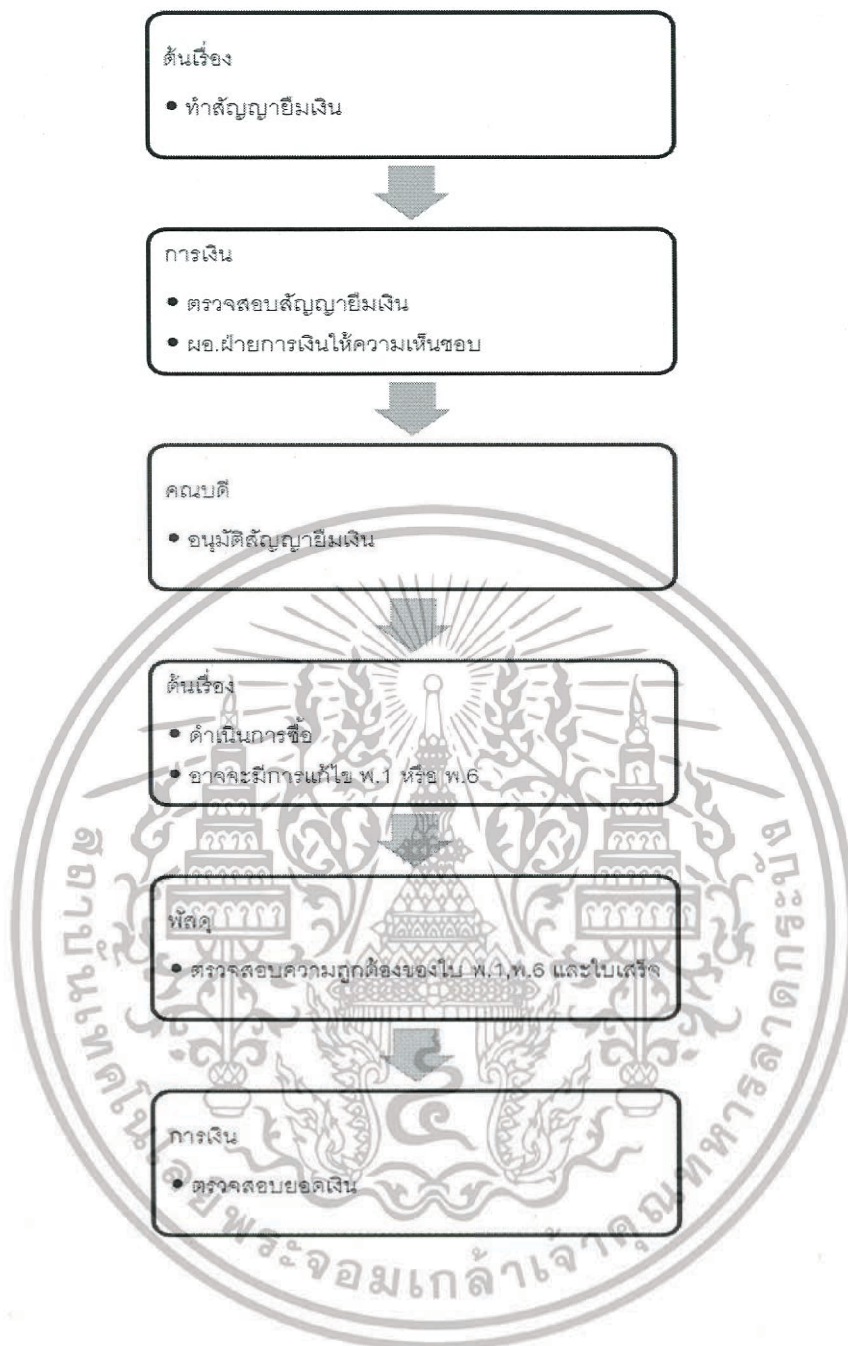 ต้นเรื่อง
• ทำสัญญายืมเงิน
การเงิน
• ตรวจสอบสัญญายืมเงิน
• ผอ.ฝ่ายการเงินให้ความเห็นชอบ
คณบดี
• อนุมัติสัญญายืมเงิน
ต้นเรื่อง
• ดำเนินการซื้อ
• อาจจะมีการแก้ไข พ.1 หรือ พ.6
พัสดุ
• ตรวจสอบความถูกต้องของใบ พ.1,พ.6 และใบเสร็จ
การเงิน
• ตรวจสอบยอดเงิน
สถาบันเทคโนโลยีพระจอมเกล้าเจ้าคุณทหารลาดกระบัง